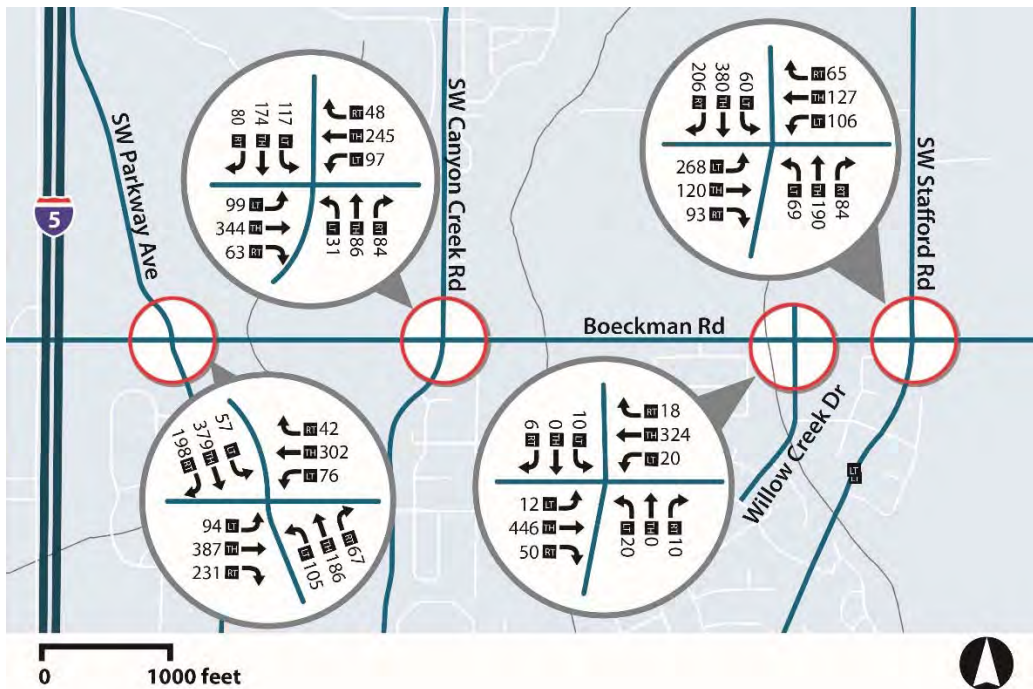 5
SW Parkway Ave
SW Canyon Creek Rd
Boeckman Rd
Willow Creek Dr
SW Stafford Rd
80 RT
174 TH
117 LT
RT 48
TH 245
LT 97
99 LT
344 TH
63 RT
LT 31
TH 86
RT 84
206 RT
380 TH
60 LT
RT 65
TH 127
LT 106
268 LT
120 TH
93 RT
LT 69
TH 190
RT 84
198 RT
379 TH
57 LT
RT 42
TH 302
LT 76
94 LT
387 TH
231 RT
LT 105
TH 186
RT 67
6 RT
0 TH
10 LT
RT 18
TH 324
LT 20
12 LT
446 TH
50 RT
LT 20
TH 0
RT 10
LT
0 1000 feet